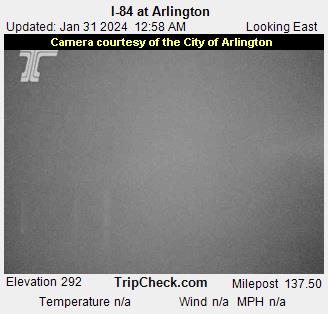 I-84 at Arlington
Updated: Jan 31 2024 12:58 AM Looking East
Camera courtesy of the City of Arlington
Elevation 292 TripCheck.com Milepost 137.50
Temperature n/a Wind n/a MPH n/a